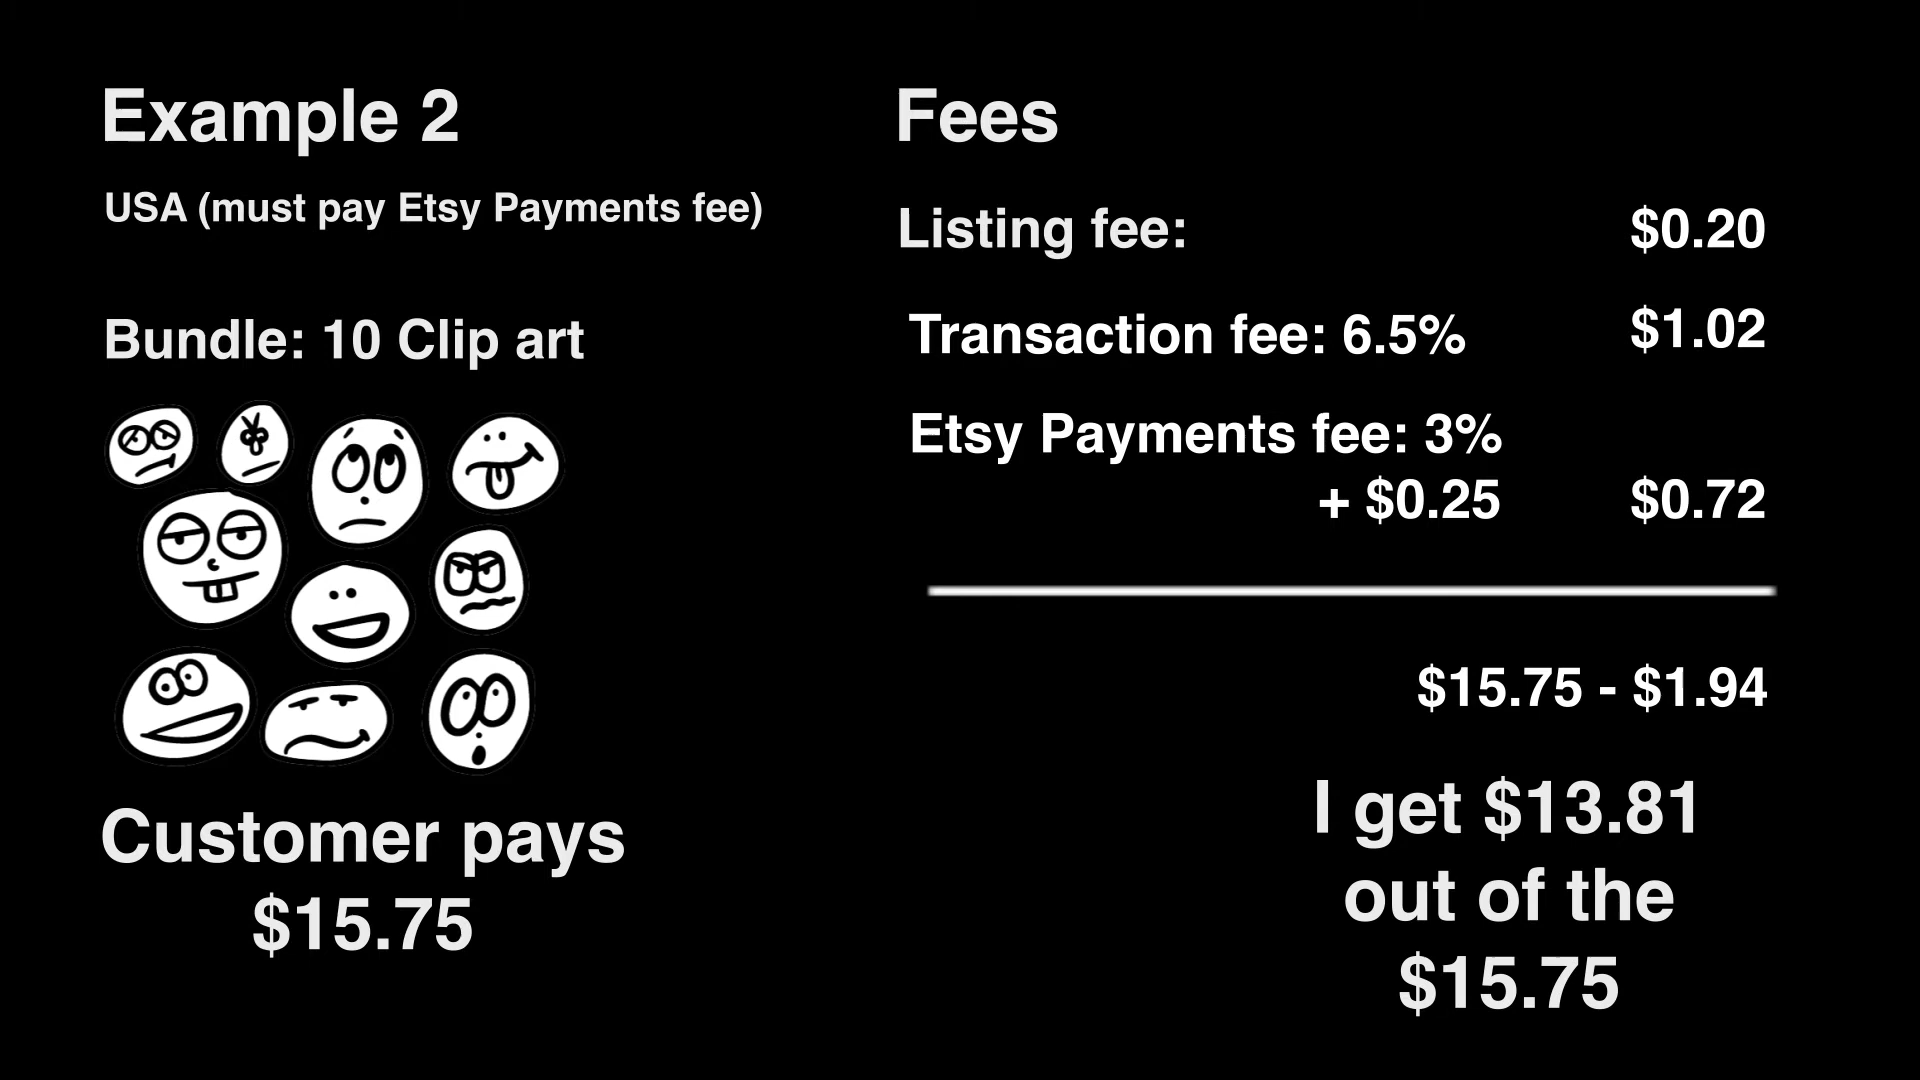 Example 2
USA (must pay Etsy Payments fee)
Bundle: 10 Clip art
Customer pays
$15.75
Fees
Listing fee: $0.20
Transaction fee: 6.5% $1.02
Etsy Payments fee: 3%
+ $0.25 $0.72
$15.75 - $1.94
I get $13.81
out of the
$15.75